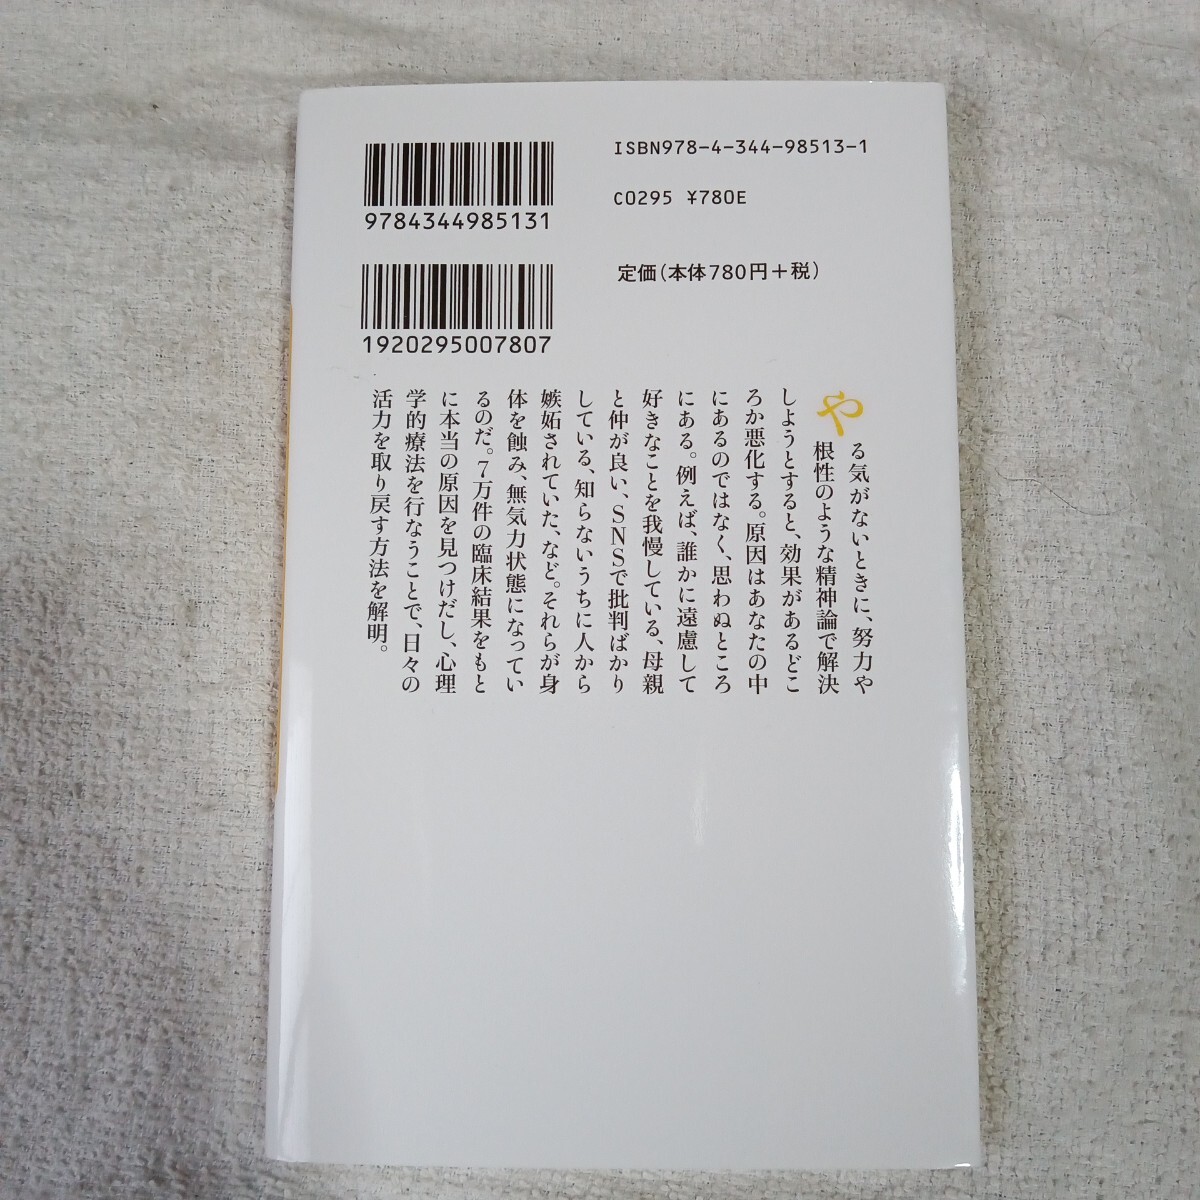 ISBN978-4-344-98513-1
C0295 ¥780E
定価(本体780円+税)
9784344985131
1920295007807
やる気がないときに、努力や
根性のような精神論で解決
しようとすると、効果があるどこ
ろか悪化する。原因はあなたの中
にあるのではなく、思わぬところ
にある。例えば、誰かに遠慮して
好きなことを我慢している、母親
と仲が良い、SNSで批判ばかり
している、知らないうちに人から
嫉妬されていた、など。それらが身
体を蝕み、無気力状態になってい
るのだ。7万件の臨床結果をもと
に本当の原因を見つけだし、心理
学的療法を行なうことで、日々の
活力を取り戻す方法を解明。